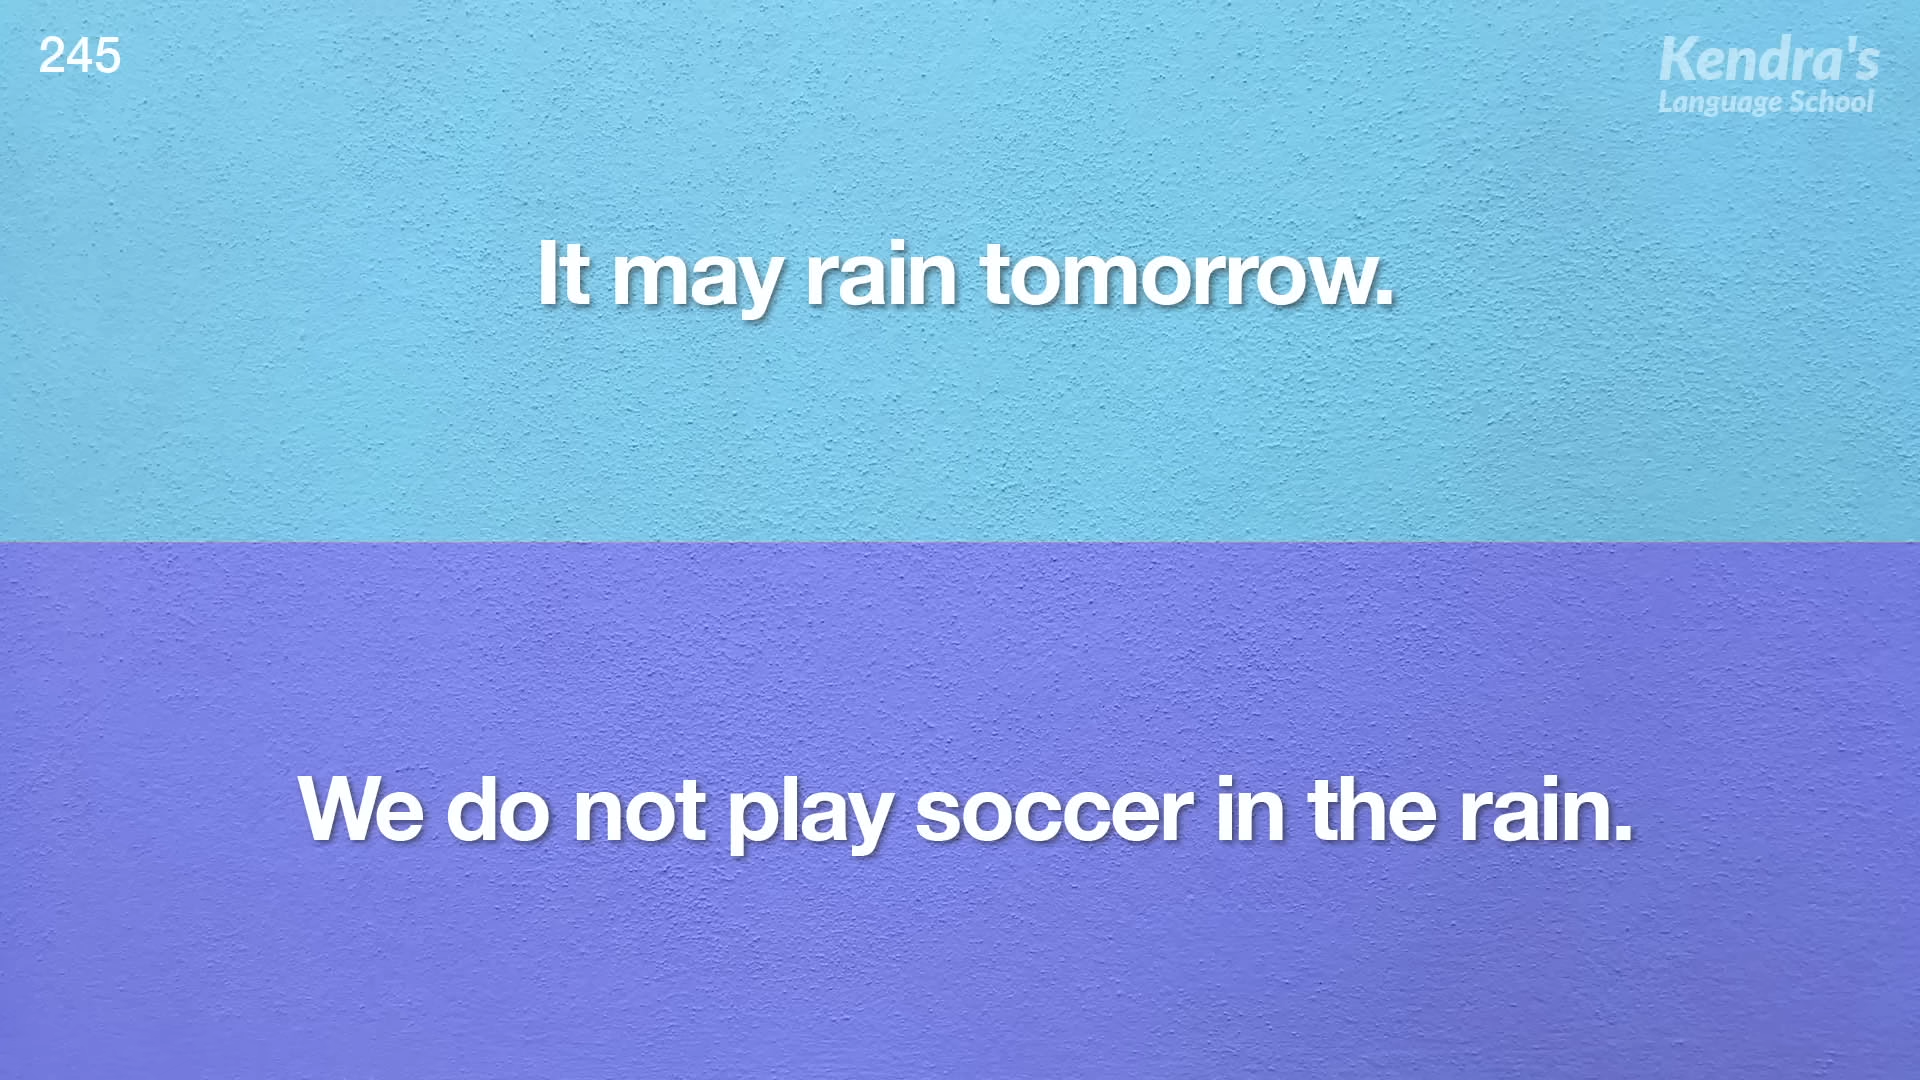 245
Kendra's
Language School
It may rain tomorrow.
We do not play soccer in the rain.